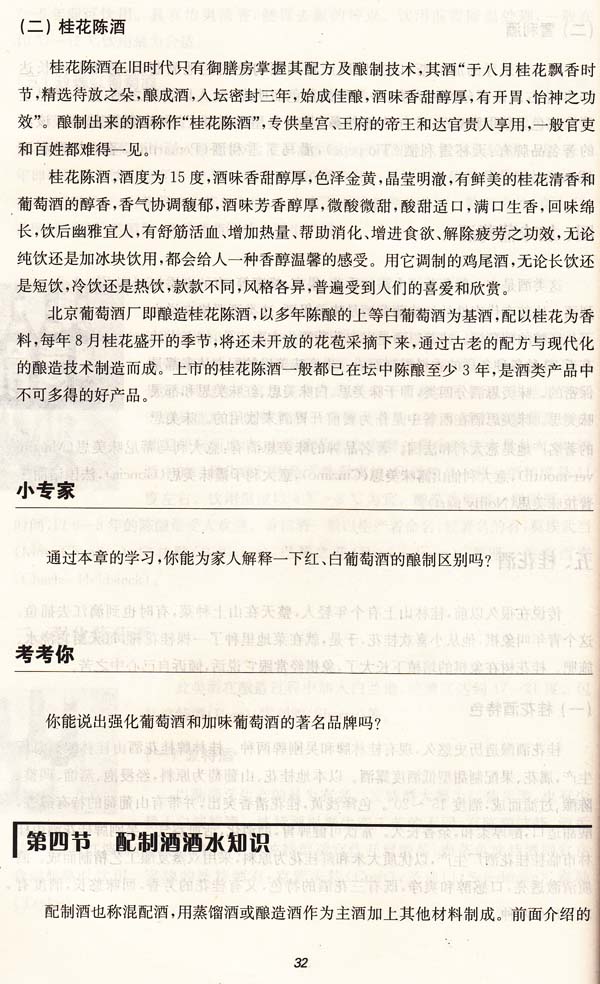 (二) 桂花陈酒
桂花陈酒在旧时代只有御膳房掌握其配方及酿制技术,其酒“于八月桂花飘香时
节,精选待放之朵,酿成酒,入坛密封三年,始成佳酿,酒味香甜醇厚,有开胃、怡神之功
效”。酿制出来的酒称作“桂花陈酒”,专供皇宫、王府的帝王和达官贵人享用,一般官吏
和百姓都难得一见。
桂花陈酒,酒度为 15 度,酒味香甜醇厚,色泽金黄,晶莹明澈,有鲜美的桂花清香和
葡萄酒的醇香,香气协调馥郁,酒味芳香醇厚,微酸微甜,酸甜适口,满口生香,回味绵
长,饮后幽雅宜人,有舒筋活血、增加热量、帮助消化、增进食欲、解除疲劳之功效,无论
纯饮还是加冰块饮用,都会给人一种香醇温馨的感受。用它调制的鸡尾酒,无论长饮还
是短饮,冷饮还是热饮,款款不同,风格各异,普遍受到人们的喜爱和欣赏。
北京葡萄酒厂即酿造桂花陈酒,以多年陈酿的上等白葡萄酒为基酒,配以桂花为香
料,每年 8 月桂花盛开的季节,将还未开放的花苞采摘下来,通过古老的配方与现代化
的酿造技术制造而成。上市的桂花陈酒一般都已在坛中陈酿至少 3 年,是酒类产品中
不可多得的好产品。
小专家
通过本章的学习,你能为家人解释一下红、白葡萄酒的酿制区别吗?
考考你
你能说出强化葡萄酒和加味葡萄酒的著名品牌吗?
第四节 配制酒酒水知识
配制酒也称混配酒,用蒸馏酒或酿造酒作为主酒加上其他材料制成。前面介绍的
32